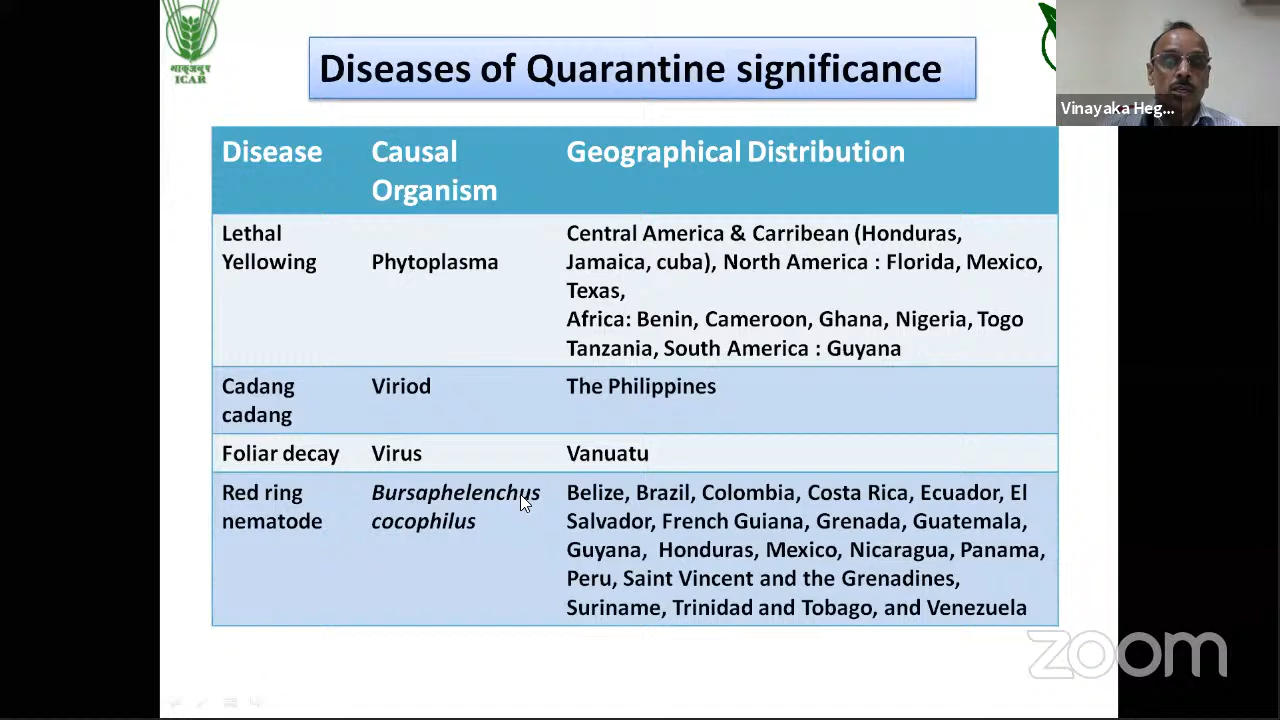 भाकृअनुप
ICAR
Diseases of Quarantine significance
Vinayaka Heg...
Disease
Causal
Organism
Geographical Distribution
Lethal
Yellowing
Phytoplasma
Central America & Carribean (Honduras,
Jamaica, cuba), North America : Florida, Mexico,
Texas,
Africa: Benin, Cameroon, Ghana, Nigeria, Togo
Tanzania, South America : Guyana
Cadang
cadang
Viriod
The Philippines
Foliar decay
Virus
Vanuatu
Red ring
nematode
Bursaphelenchus
cocophilus
Belize, Brazil, Colombia, Costa Rica, Ecuador, El
Salvador, French Guiana, Grenada, Guatemala,
Guyana, Honduras, Mexico, Nicaragua, Panama,
Peru, Saint Vincent and the Grenadines,
Suriname, Trinidad and Tobago, and Venezuela
zoom